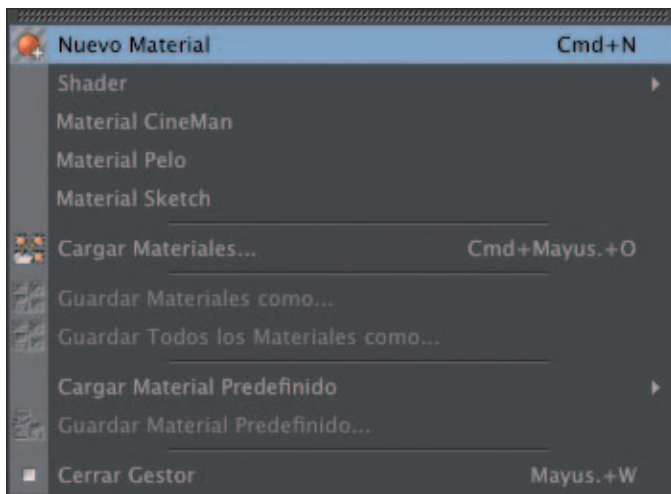 Nuevo Material Cmd+N
Shader
Material CineMan
Material Pelo
Material Sketch
Cargar Materiales... Cmd+Mayus.+O
Guardar Materiales como...
Guardar Todos los Materiales como...
Cargar Material Predefinido
Guardar Material Predefinido...
Cerrar Gestor Mayus.+W